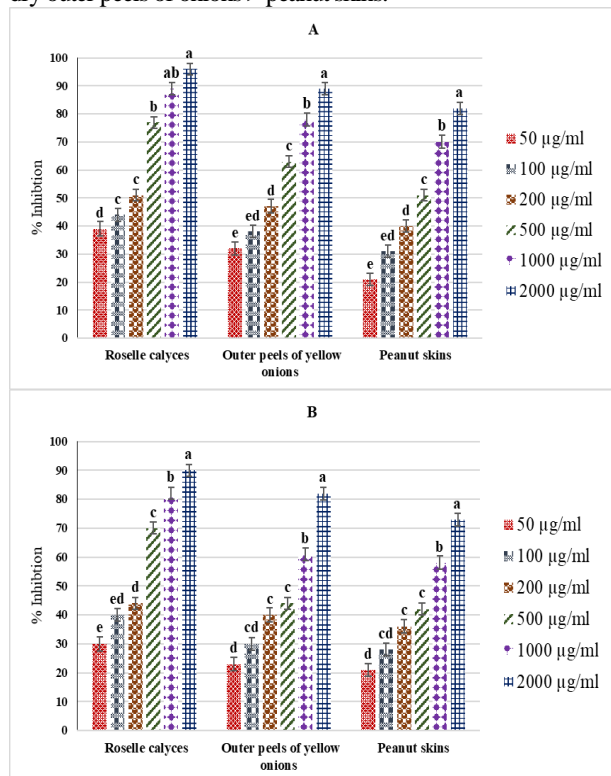 dry outer peels of onions > peanut skins.
A
100
90
80
70
60
50
40
30
20
10
0
% Inhibtion
d c c b ab a
e ed d c b a
e ed d c b a
Roselle calyces
Outer peels of yellow
onions
Peanut skins
50 µg/ml
100 µg/ml
200 µg/ml
500 µg/ml
1000 µg/ml
2000 µg/ml
B
100
90
80
70
60
50
40
30
20
10
0
% Inhibtion
e ed d c b a
d cd c c b a
d cd c c b a
Roselle calyces
Outer peels of yellow
onions
Peanut skins
50 µg/ml
100 µg/ml
200 µg/ml
500 µg/ml
1000 µg/ml
2000 µg/ml